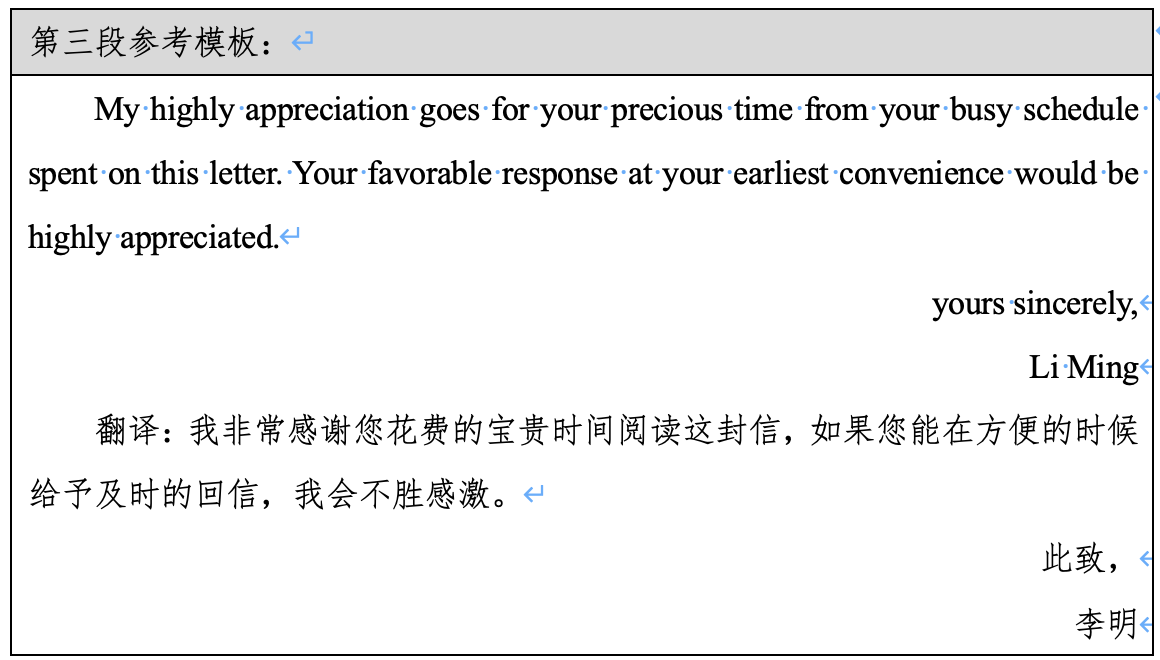 第三段参考模板：
My highly appreciation goes for your precious time from your busy schedule
spent on this letter. Your favorable response at your earliest convenience would be
highly appreciated.
yours sincerely,
Li Ming
翻译：我非常感谢您花费的宝贵时间阅读这封信，如果您能在方便的时候
给予及时的回信，我会不胜感激。
此致，
李明